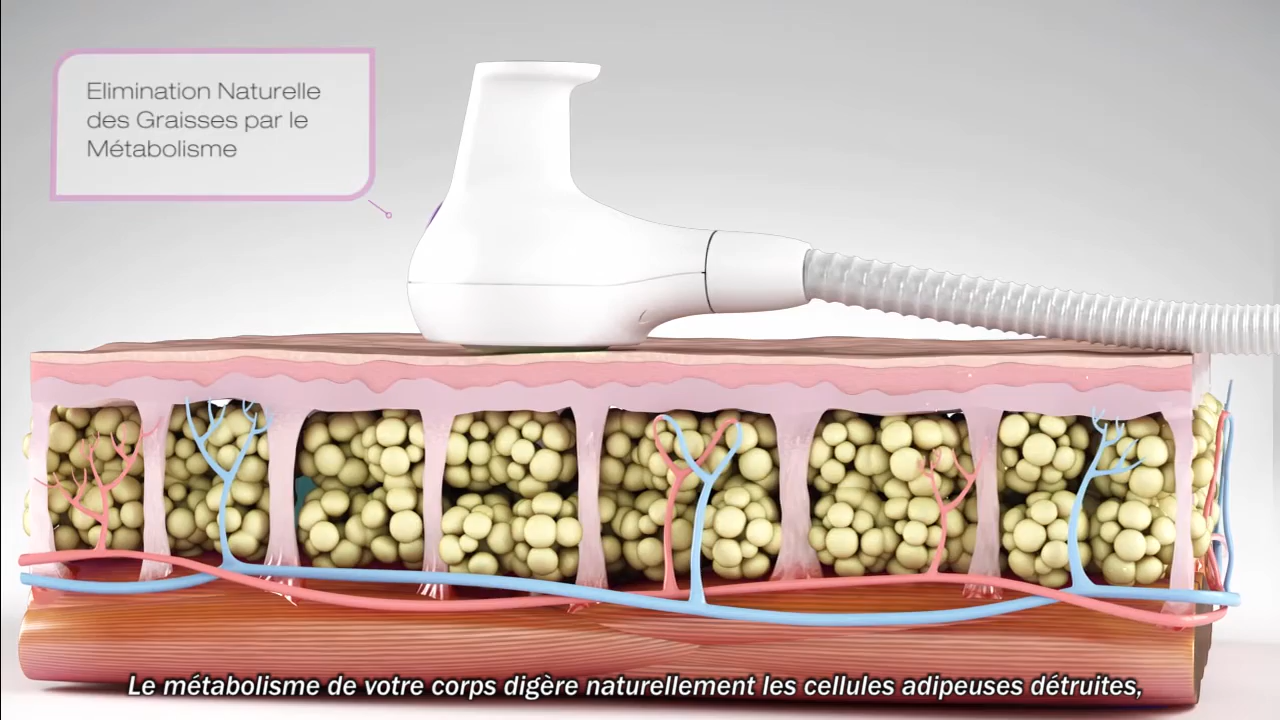 Elimination Naturelle
des Graisses par le
Métabolisme
Le métabolisme de votre corps digère naturellement les cellules adipeuses détruites,